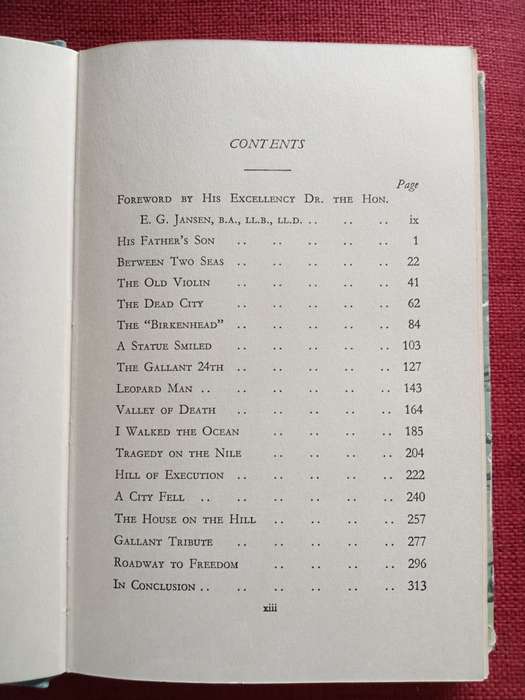 CONTENTS
Page
Foreword by His Excellency Dr. the Hon.
E. G. Jansen, B.A., LL.B., LL.D. .. .. .. ix
His Father's Son .. .. .. .. .. 1
Between Two Seas .. .. .. .. .. 22
The Old Violin .. .. .. .. .. 41
The Dead City .. .. .. .. .. 62
The "Birkenhead" .. .. .. .. .. 84
A Statue Smiled .. .. .. .. .. 103
The Gallant 24th .. .. .. .. .. 127
Leopard Man .. .. .. .. .. .. 143
Valley of Death .. .. .. .. .. 164
I Walked the Ocean .. .. .. .. 185
Tragedy on the Nile .. .. .. .. 204
Hill of Execution .. .. .. .. .. 222
A City Fell .. .. .. .. .. .. 240
The House on the Hill .. .. .. .. 257
Gallant Tribute .. .. .. .. 277
Roadway to Freedom .. .. .. .. 296
In Conclusion .. .. .. .. .. .. 313
xiii